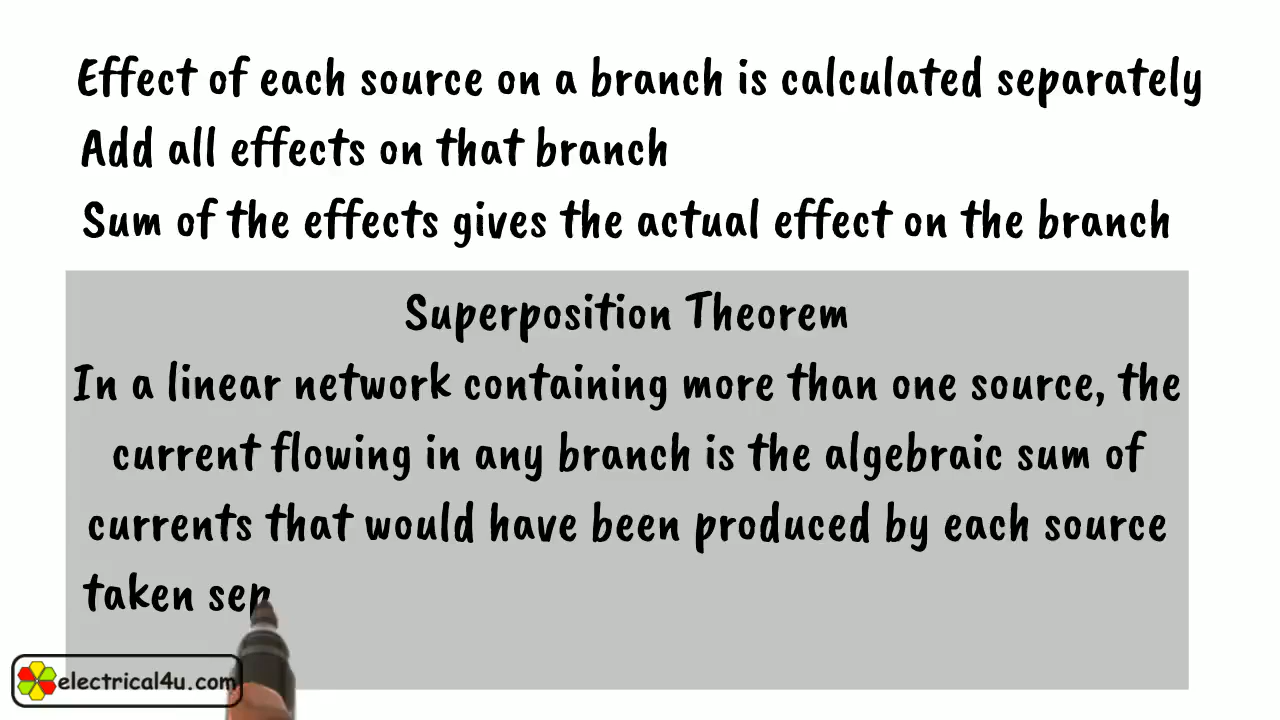 Effect of each source on a branch is calculated separately
Add all effects on that branch
Sum of the effects gives the actual effect on the branch
Superposition Theorem
In a linear network containing more than one source, the
current flowing in any branch is the algebraic sum of
currents that would have been produced by each source
taken sep
electrical4u.com